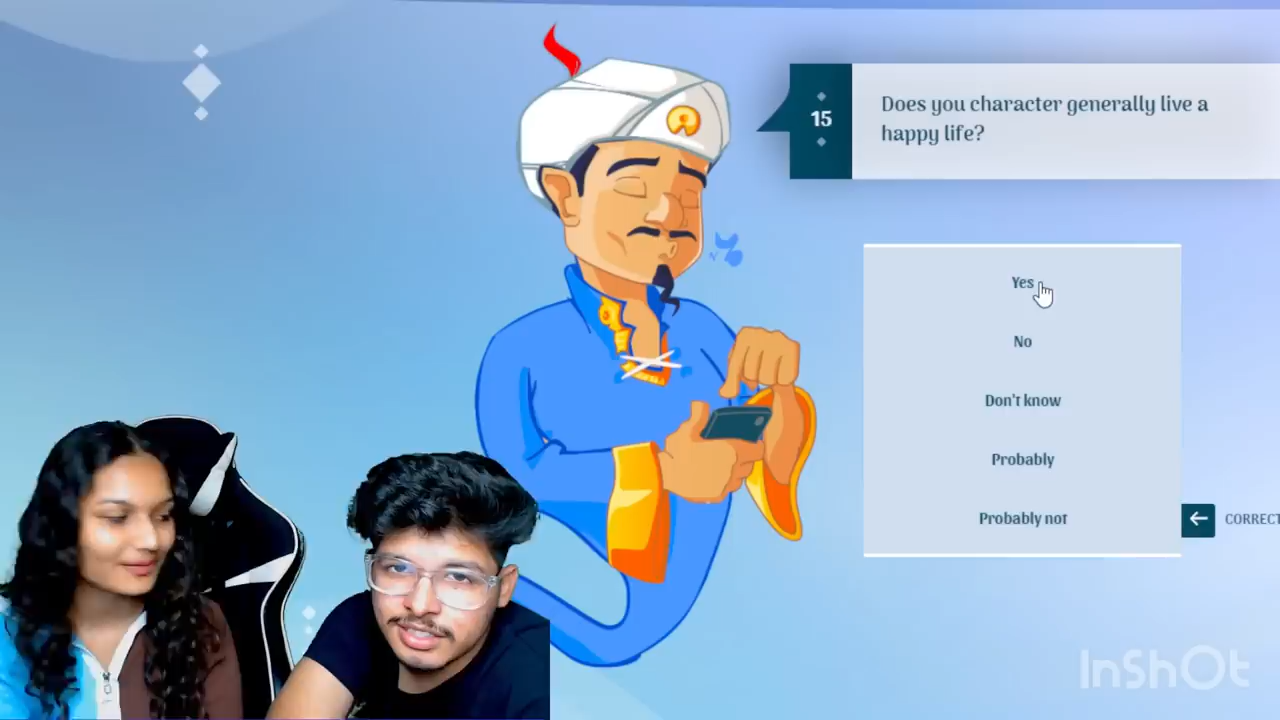 15
Does you character generally live a
happy life?
Yes
No
Don't know
Probably
Probably not
CORRECT
InShOt